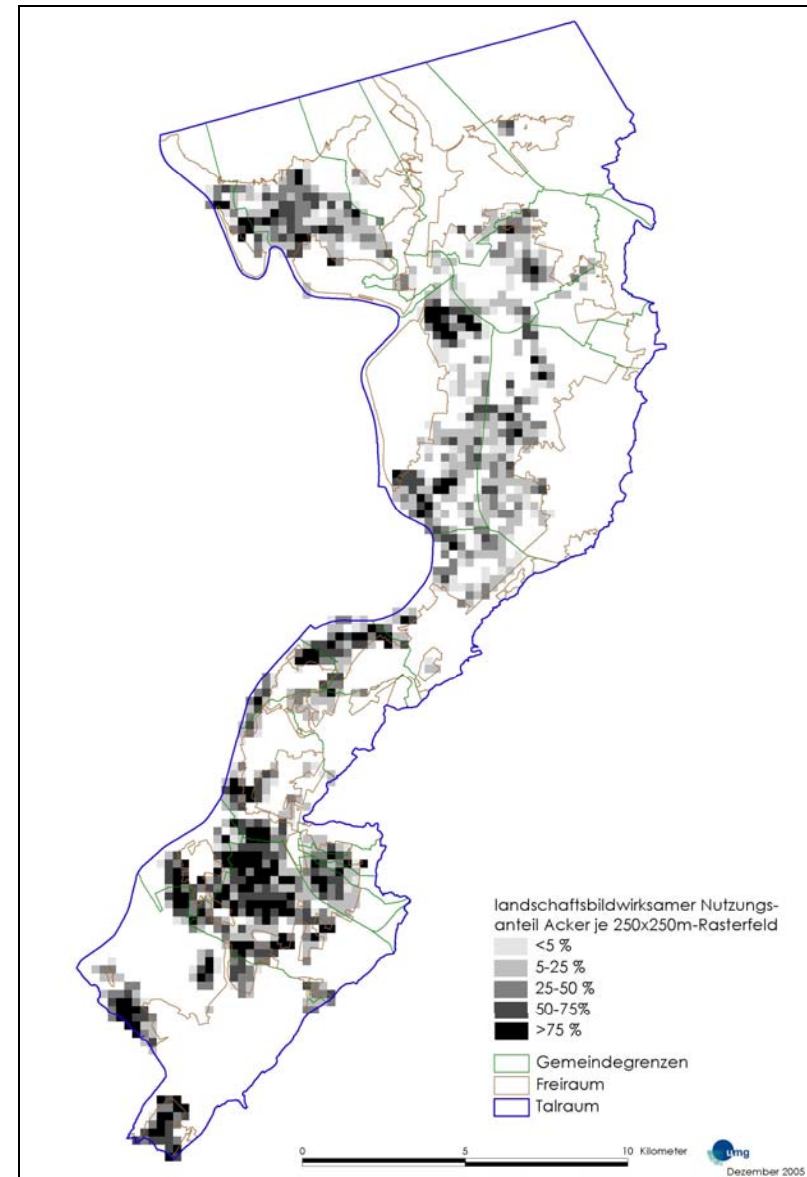 landschaftsbildwirksamer Nutzungs-
anteil Acker je 250x250m-Rasterfeld
<5 %
5-25 %
25-50 %
50-75%
>75 %
Gemeindegrenzen
Freiraum
Talraum
0 5 10 Kilometer
umg
Dezember 2005